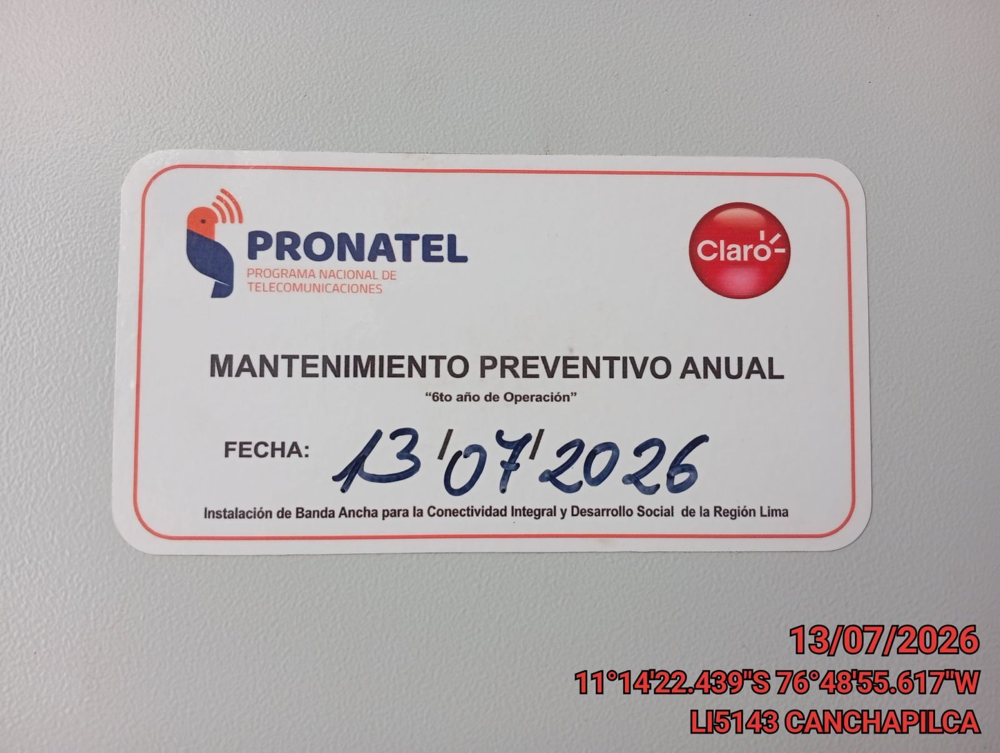 PRONATEL
PROGRAMA NACIONAL DE
TELECOMUNICACIONES
Claro
MANTENIMIENTO PREVENTIVO ANUAL
“6to año de Operación”
FECHA: 13/07/2026
Instalación de Banda Ancha para la Conectividad Integral y Desarrollo Social de la Región Lima
13/07/2026
11°14'22.439"S 76°48'55.617"W
LI5143 CANCHAPILCA